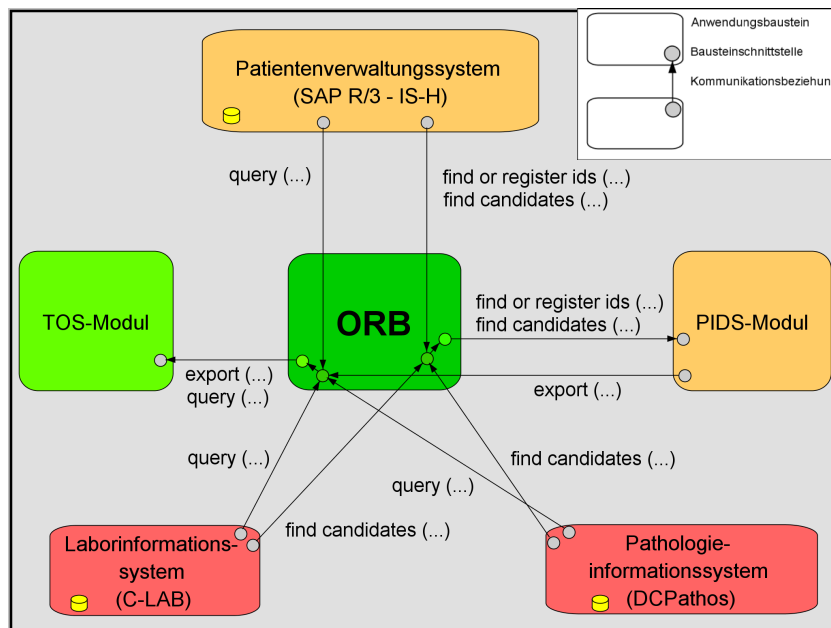 Anwendungsbaustein
Bausteinschnittstelle
Kommunikationsbeziehung
Patientenverwaltungssystem
(SAP R/3 - IS-H)
query (...)
find or register ids (...)
find candidates (...)
TOS-Modul
ORB
find or register ids (...)
find candidates (...)
PIDS-Modul
export (...)
query (...)
export (...)
query (...)
find candidates (...)
query (...)
find candidates (...)
Laborinformations-
system
(C-LAB)
Pathologie-
informationssystem
(DCPathos)